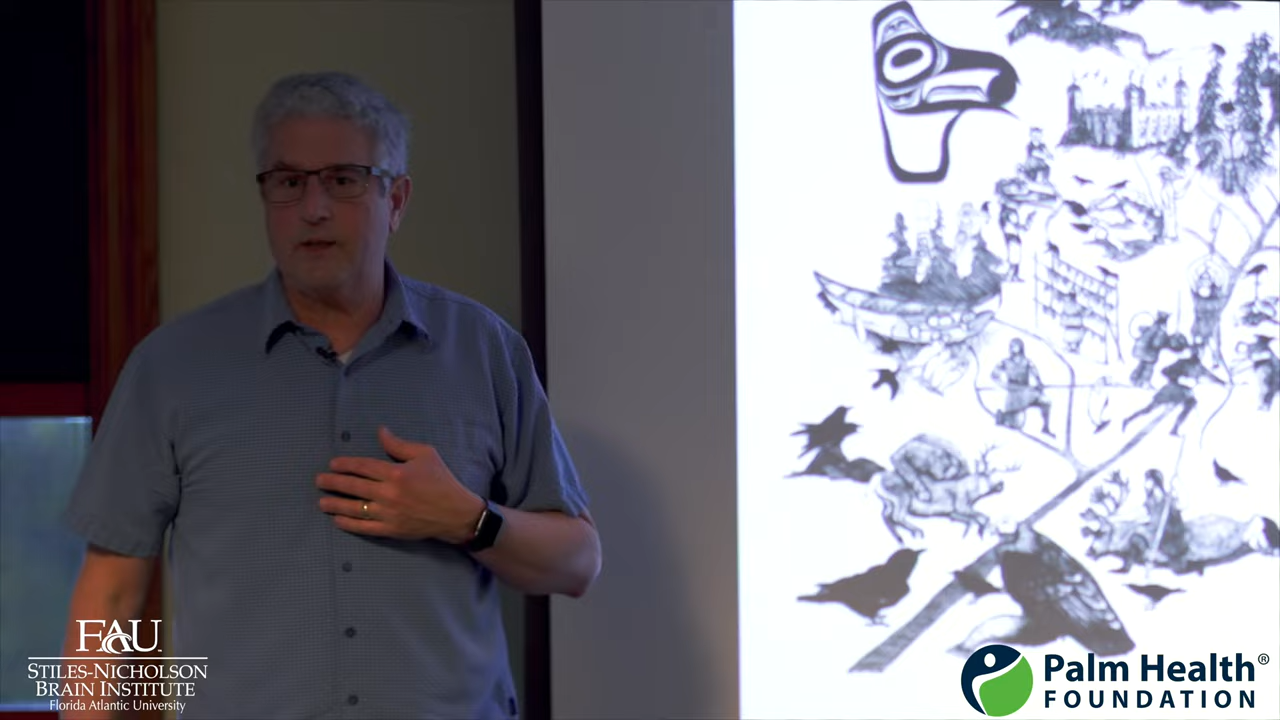 FAU
STILES-NICHOLSON
BRAIN INSTITUTE
Florida Atlantic University
Palm Health®
FOUNDATION